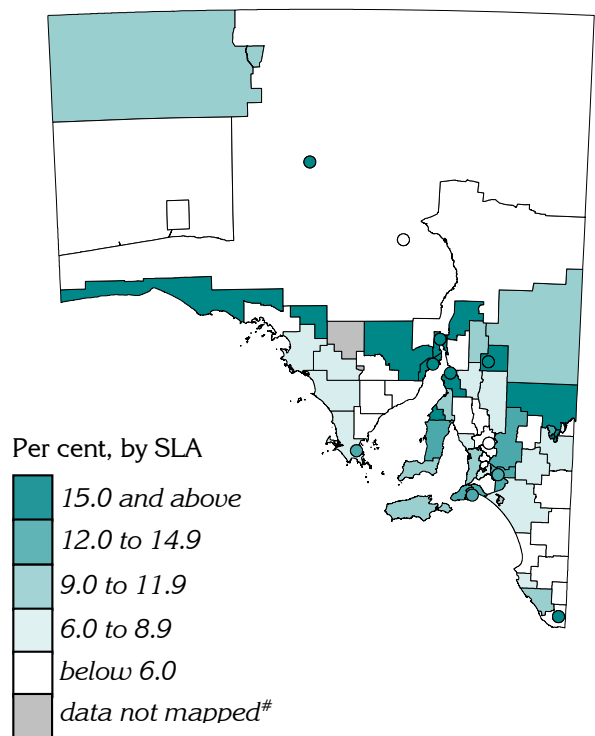 Per cent, by SLA
15.0 and above
12.0 to 14.9
9.0 to 11.9
6.0 to 8.9
below 6.0
data not mapped#